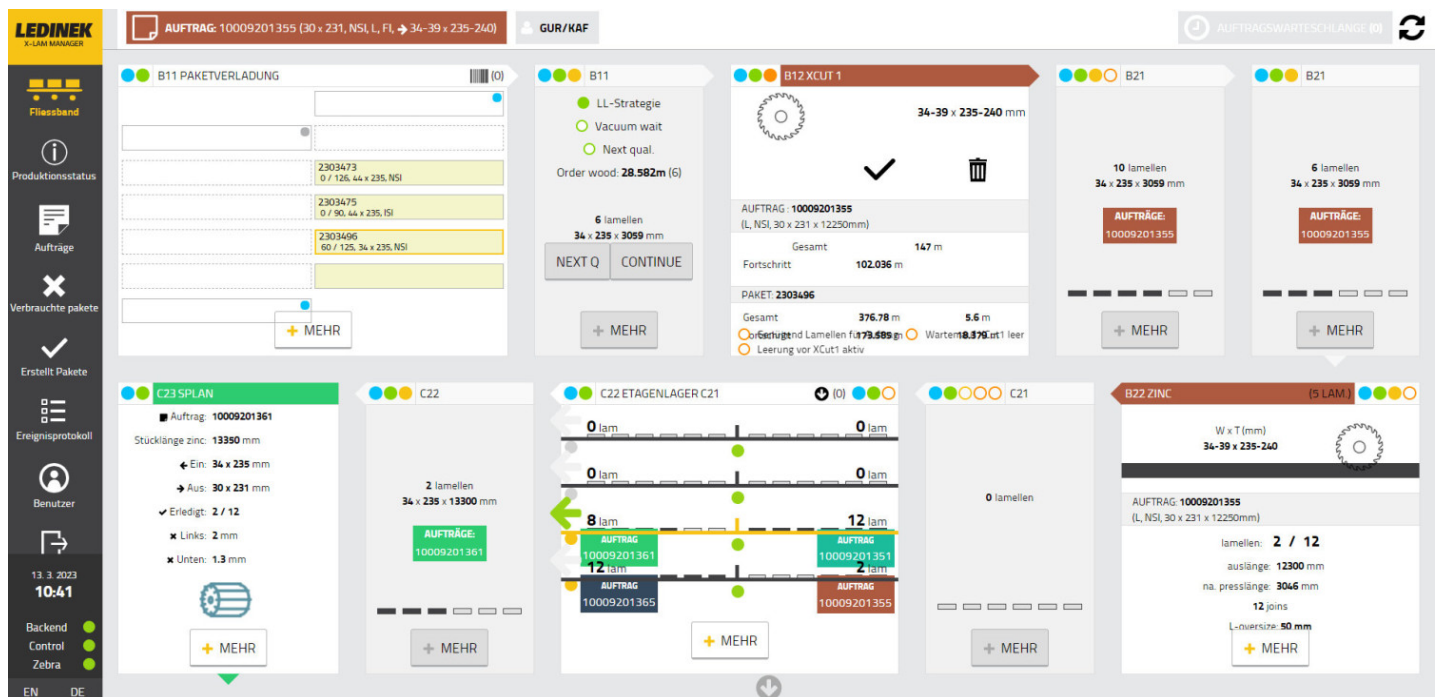 LEDINEK
X-LAM MANAGER
AUFTRAG: 10009201355 (30 x 231, NSI, L, FI, → 34-39 x 235-240)
GUR/KAF
AUFTRAGSWARTESCHLANGE (0)
Fliessband
Produktionsstatus
Aufträge
Verbrauchte pakete
Erstellt Pakete
Ereignisprotokoll
Benutzer
13. 3. 2023
10:41
Backend
Control
Zebra
EN DE
B11 PAKETVERLADUNG (0)
2303473
0 / 126, 44 x 235, NSI
2303475
0 / 90, 44 x 235, ISI
2303496
60 / 125, 34 x 235, NSI
+ MEHR
B11
LL-Strategie
Vacuum wait
Next qual.
Order wood: 28.582m (6)
6 lamellen
34 x 235 x 3059 mm
NEXT Q CONTINUE
+ MEHR
B12 XCUT 1
34-39 x 235-240 mm
AUFTRAG : 10009201355
(L, NSI, 30 x 231 x 12250mm)
Gesamt 147 m
Fortschritt 102.036 m
PAKET: 2303496
Gesamt 376.78 m 5.6 m
173.585 m 18.379 m
Leerung vor XCut1 aktiv
B21
10 lamellen
34 x 235 x 3059 mm
AUFTRÄGE:
10009201355
+ MEHR
B21
6 lamellen
34 x 235 x 3059 mm
AUFTRÄGE:
10009201355
+ MEHR
C23 SPLAN
Auftrag: 10009201361
Stücklänge zinc: 13350 mm
← Ein: 34 x 235 mm
→ Aus: 30 x 231 mm
✔ Erledigt: 2 / 12
✖ Links: 2 mm
✖ Unten: 1.3 mm
+ MEHR
C22
2 lamellen
34 x 235 x 13300 mm
AUFTRÄGE:
10009201361
+ MEHR
C22 ETAGENLAGER C21 (0)
0 lam 0 lam
0 lam 0 lam
8 lam 12 lam
AUFTRAG AUFTRAG
10009201361 10009201351
12 lam 2 lam
AUFTRAG AUFTRAG
10009201365 10009201355
+ MEHR
C21
0 lamellen
+ MEHR
B22 ZINC (5 LAM.)
W x T (mm)
34-39 x 235-240
AUFTRAG: 10009201355
(L, NSI, 30 x 231 x 12250mm)
lamellen: 2 / 12
auslänge: 12300 mm
na. presslänge: 3046 mm
12 joins
L-oversize: 50 mm
+ MEHR